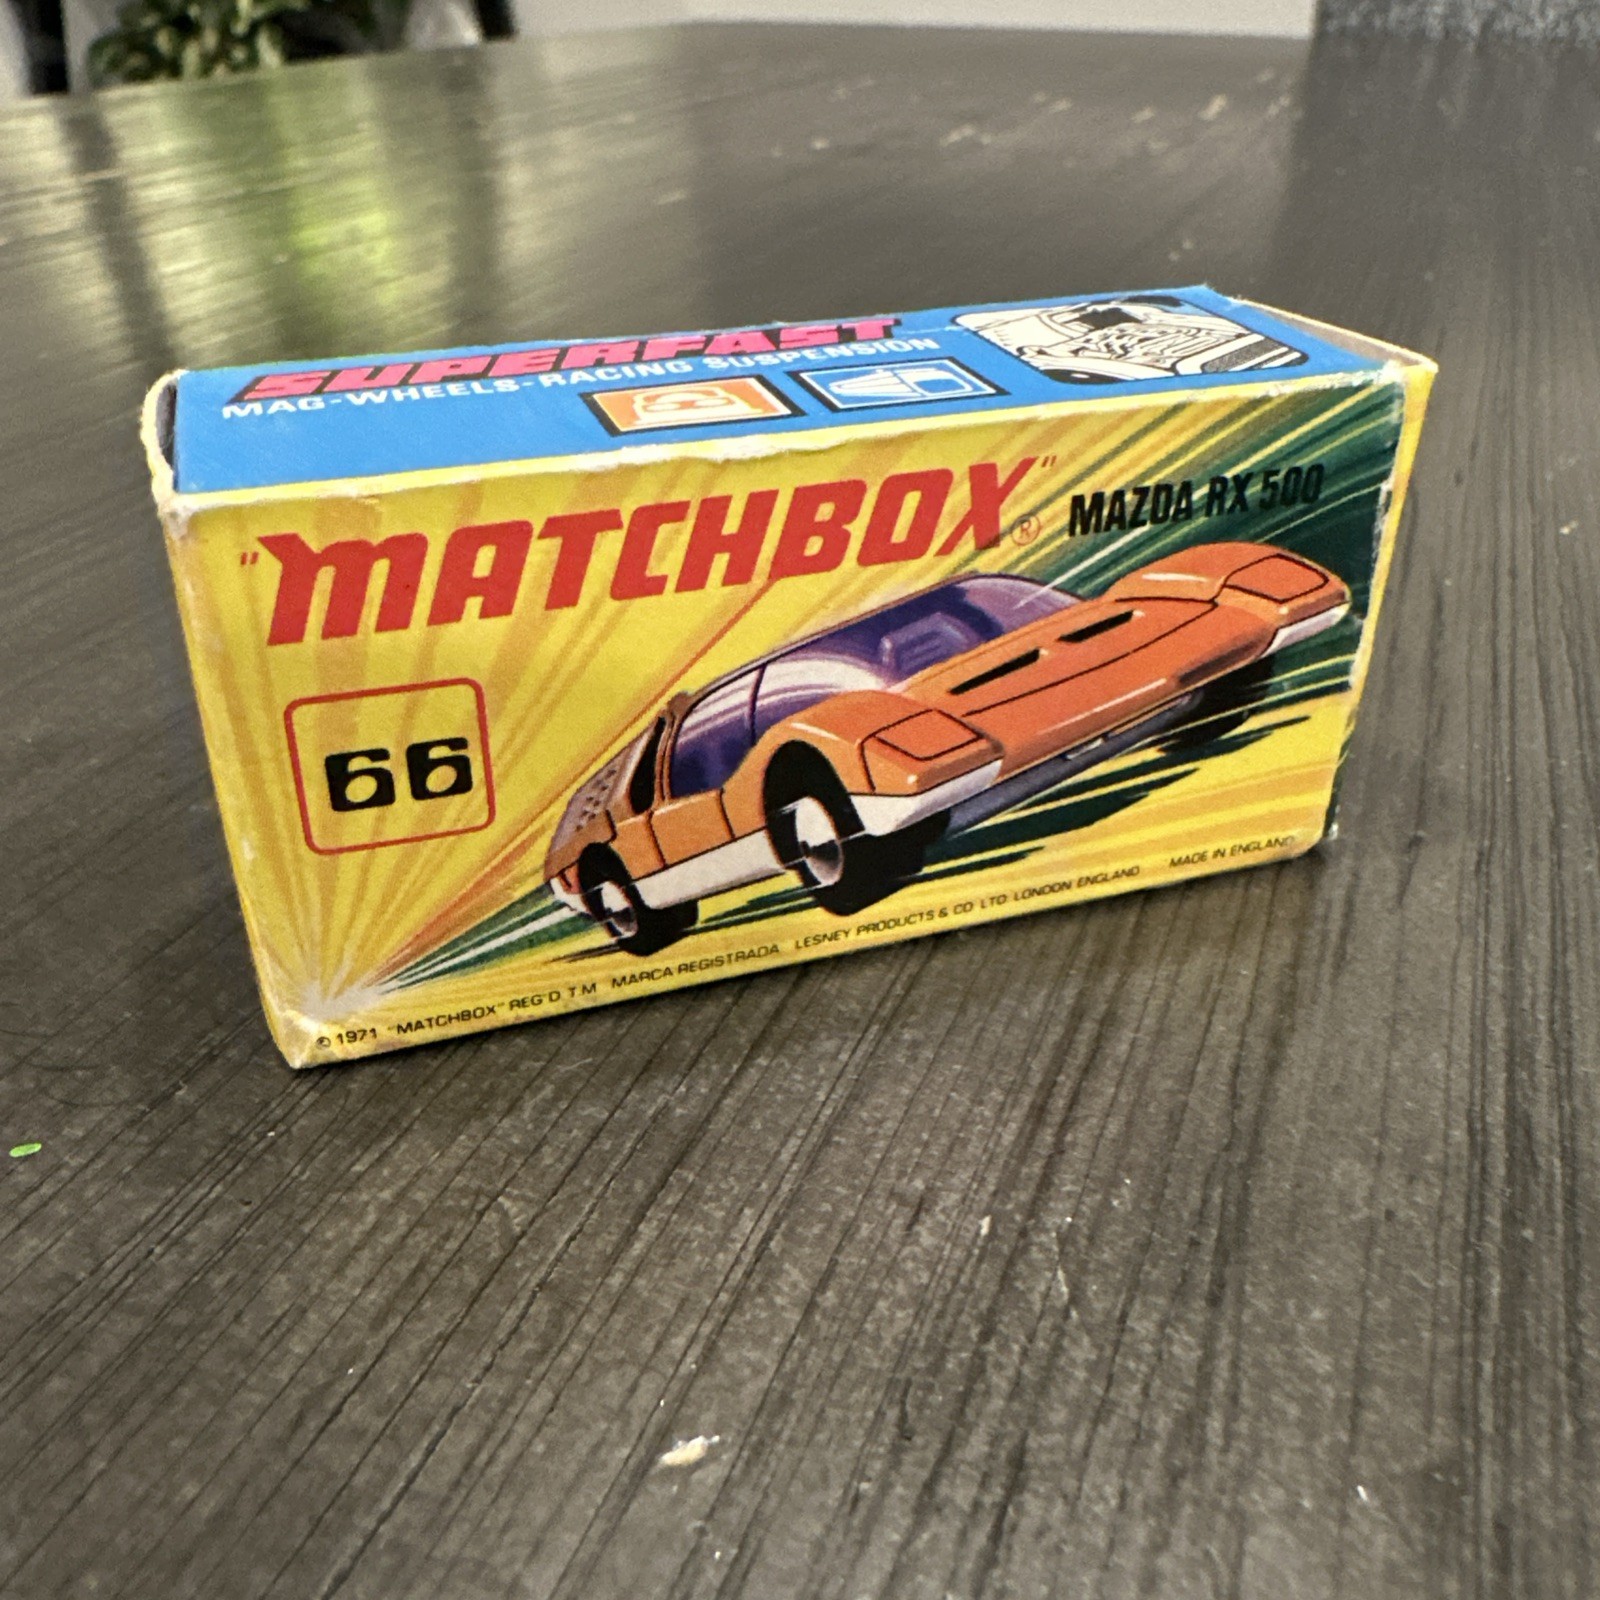 SUPERFAST
MAG-WHEELS-RACING SUSPENSION
"MATCHBOX"® MAZDA RX 500
66
© 1971 "MATCHBOX" REG'D T.M. MARCA REGISTRADA LESNEY PRODUCTS & CO. LTD. LONDON ENGLAND MADE IN ENGLAND